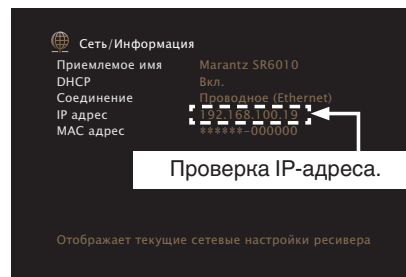 Сеть/Информация
Приемлемое имя Marantz SR6010
DHCP Вкл.
Соединение Проводное (Ethernet)
IP адрес 192.168.100.19
MAC адрес ******-000000
Проверка IP-адреса.
Отображает текущие сетевые настройки ресивера